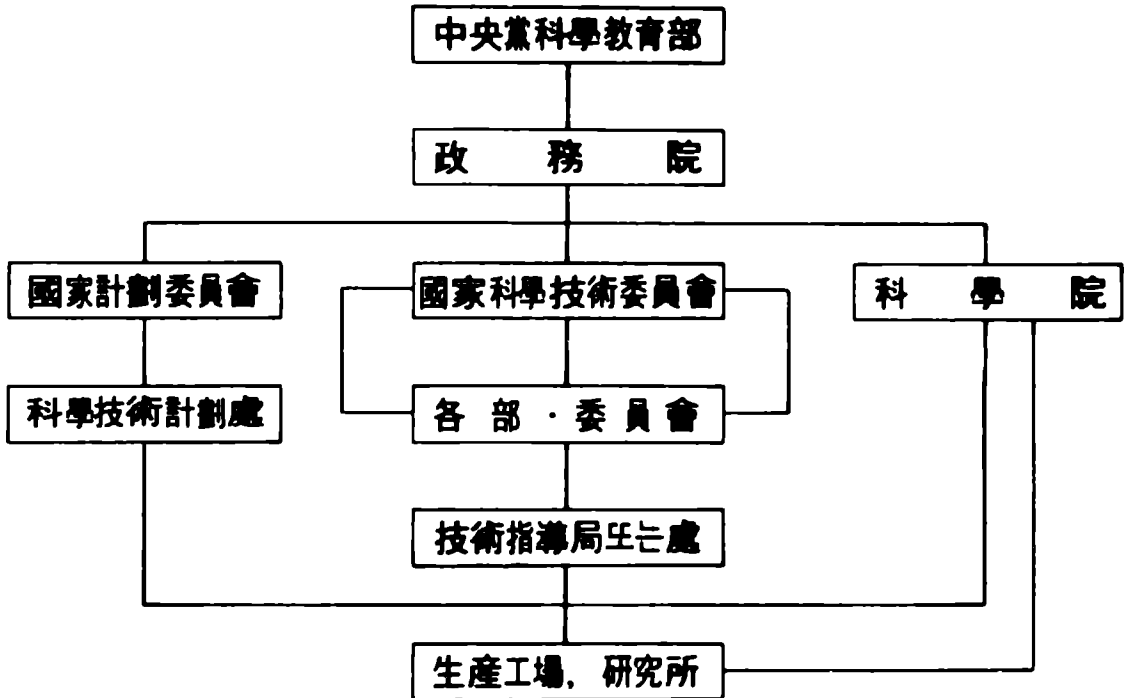 中央黨科學教育部
政 務 院
國家計劃委員會
國家科學技術委員會
科 學 院
科學技術計劃處
各 部 · 委 員 會
技術指導局또는處
生産工場, 研究所